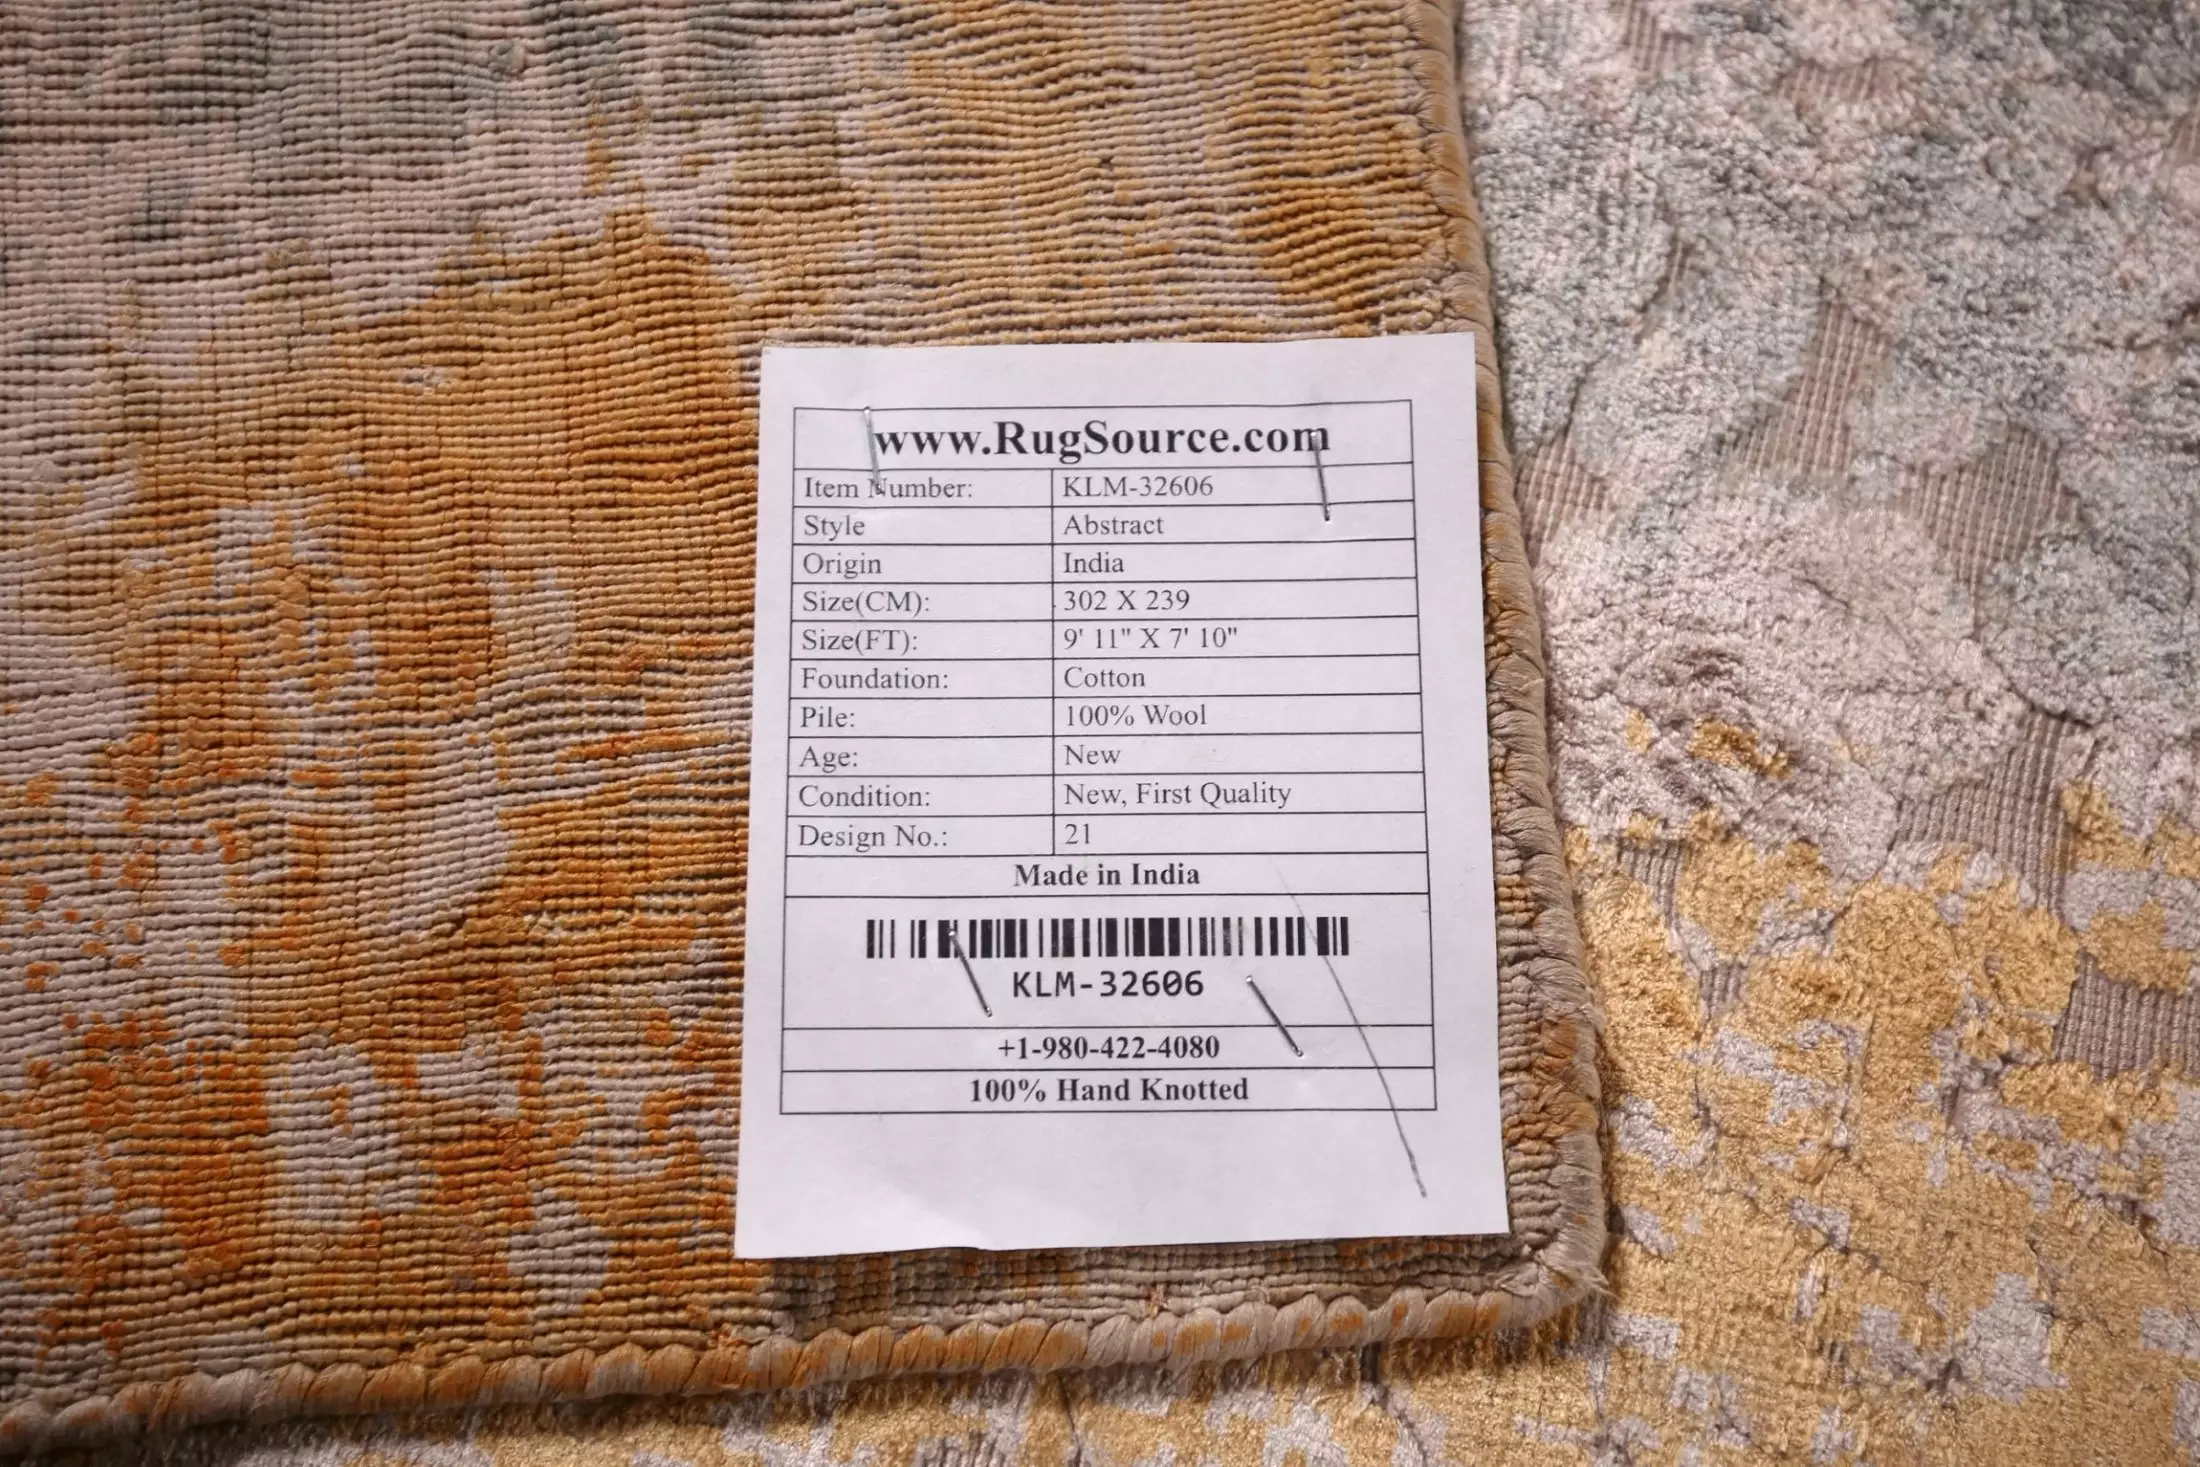 www.RugSource.com
Item Number: KLM-32606
Style Abstract
Origin India
Size(CM): 302 X 239
Size(FT): 9' 11" X 7' 10"
Foundation: Cotton
Pile: 100% Wool
Age: New
Condition: New, First Quality
Design No.: 21
Made in India
KLM-32606
+1-980-422-4080
100% Hand Knotted